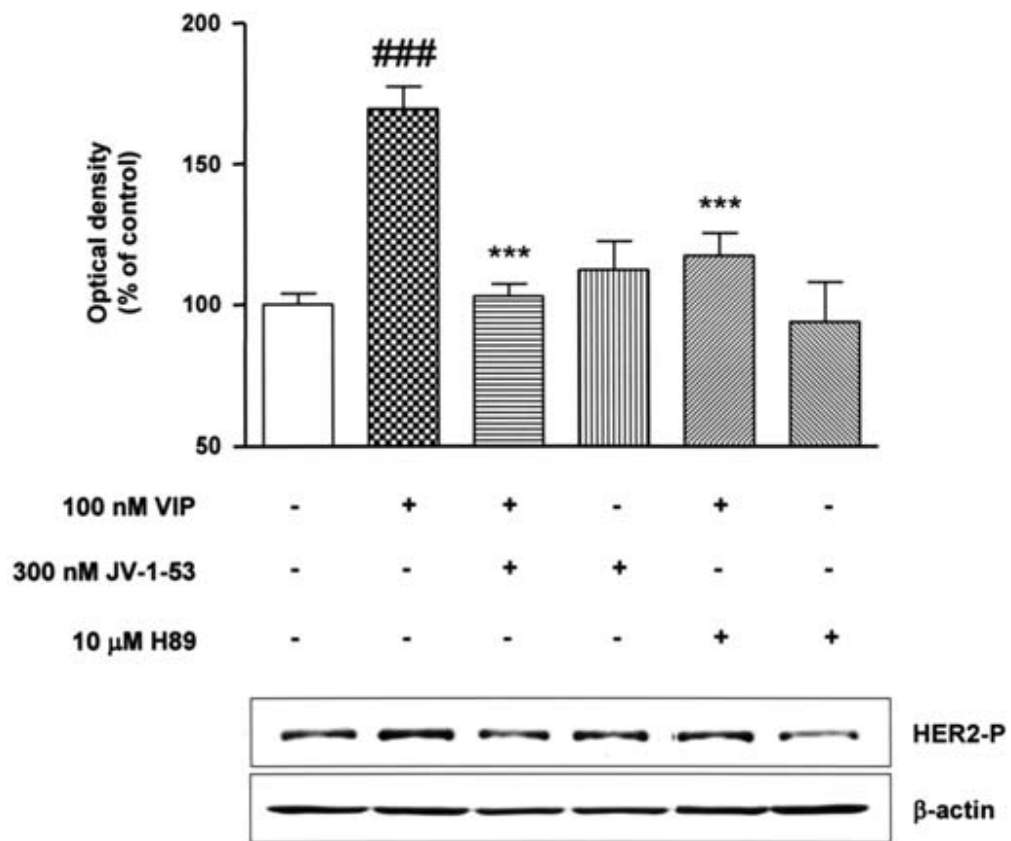 200
###
150
***
***
100
50
Optical density
(% of control)
100 nM VIP - + + - + -
300 nM JV-1-53 - - + + - -
10 μM H89 - - - - + +
HER2-P
β-actin